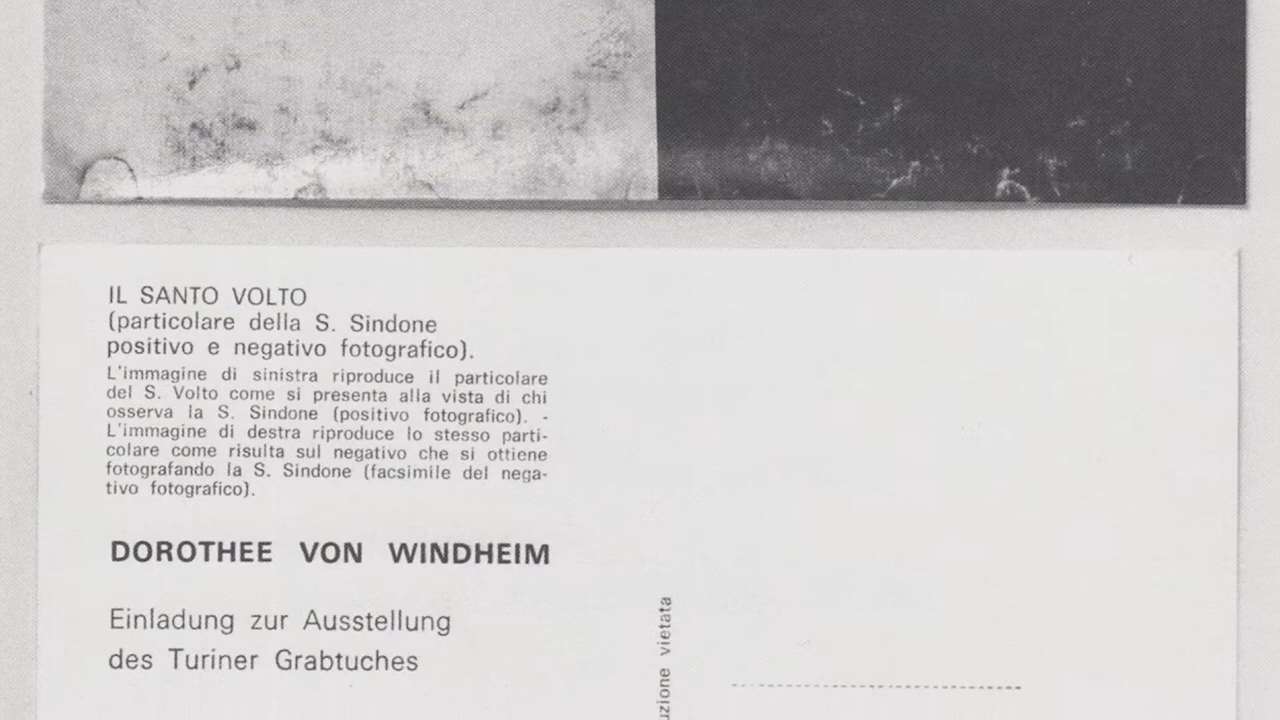 IL SANTO VOLTO
(particolare della S. Sindone
positivo e negativo fotografico).
L'immagine di sinistra riproduce il particolare
del S. Volto come si presenta alla vista di chi
osserva la S. Sindone (positivo fotografico). -
L'immagine di destra riproduce lo stesso parti-
colare come risulta sul negativo che si ottiene
fotografando la S. Sindone (facsimile del nega-
tivo fotografico).
DOROTHEE VON WINDHEIM
Einladung zur Ausstellung
des Turiner Grabtuches
vietata